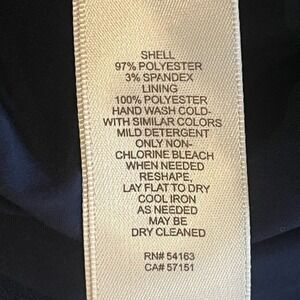 SHELL
97% POLYESTER
3% SPANDEX
LINING
100% POLYESTER
HAND WASH COLD-
WITH SIMILAR COLORS
MILD DETERGENT
ONLY NON-
CHLORINE BLEACH
WHEN NEEDED
RESHAPE,
LAY FLAT TO DRY
COOL IRON
AS NEEDED
MAY BE
DRY CLEANED
RN# 54163
CA# 57151